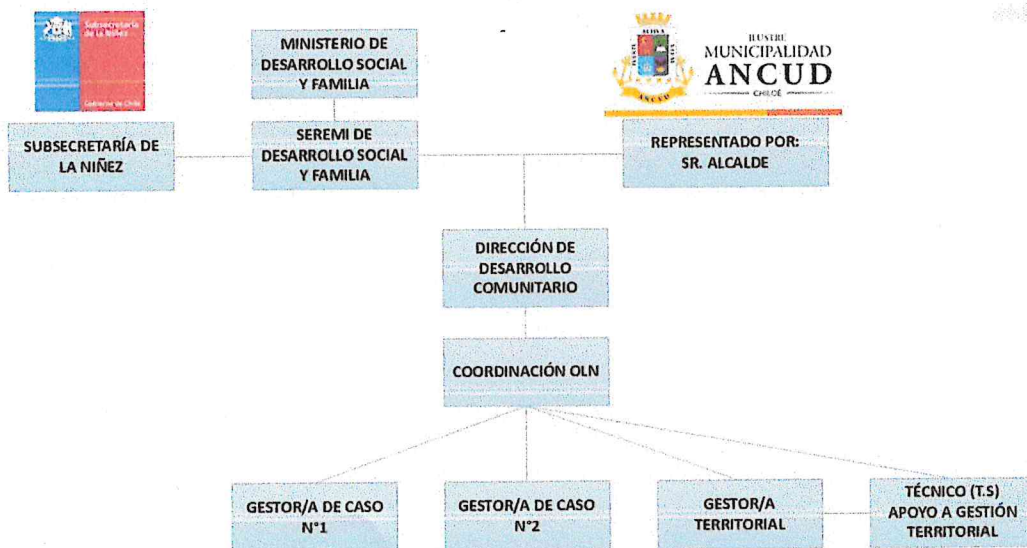 Subsecretaría
de la Niñez
Gobierno de Chile
MINISTERIO DE
DESARROLLO SOCIAL
Y FAMILIA
ILUSTRE
MUNICIPALIDAD
ANCUD
CHILOÉ
ANCUD
SUBSECRETARÍA DE
LA NIÑEZ
SEREMI DE
DESARROLLO SOCIAL
Y FAMILIA
REPRESENTADO POR:
SR. ALCALDE
DIRECCIÓN DE
DESARROLLO
COMUNITARIO
COORDINACIÓN OLN
GESTOR/A DE CASO
N°1
GESTOR/A DE CASO
N°2
GESTOR/A
TERRITORIAL
TÉCNICO (T.S)
APOYO A GESTIÓN
TERRITORIAL